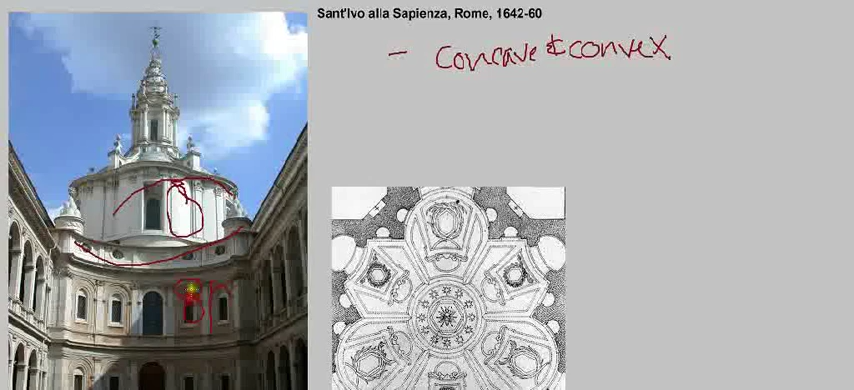 Sant'Ivo alla Sapienza, Rome, 1642-60
- concave & convex